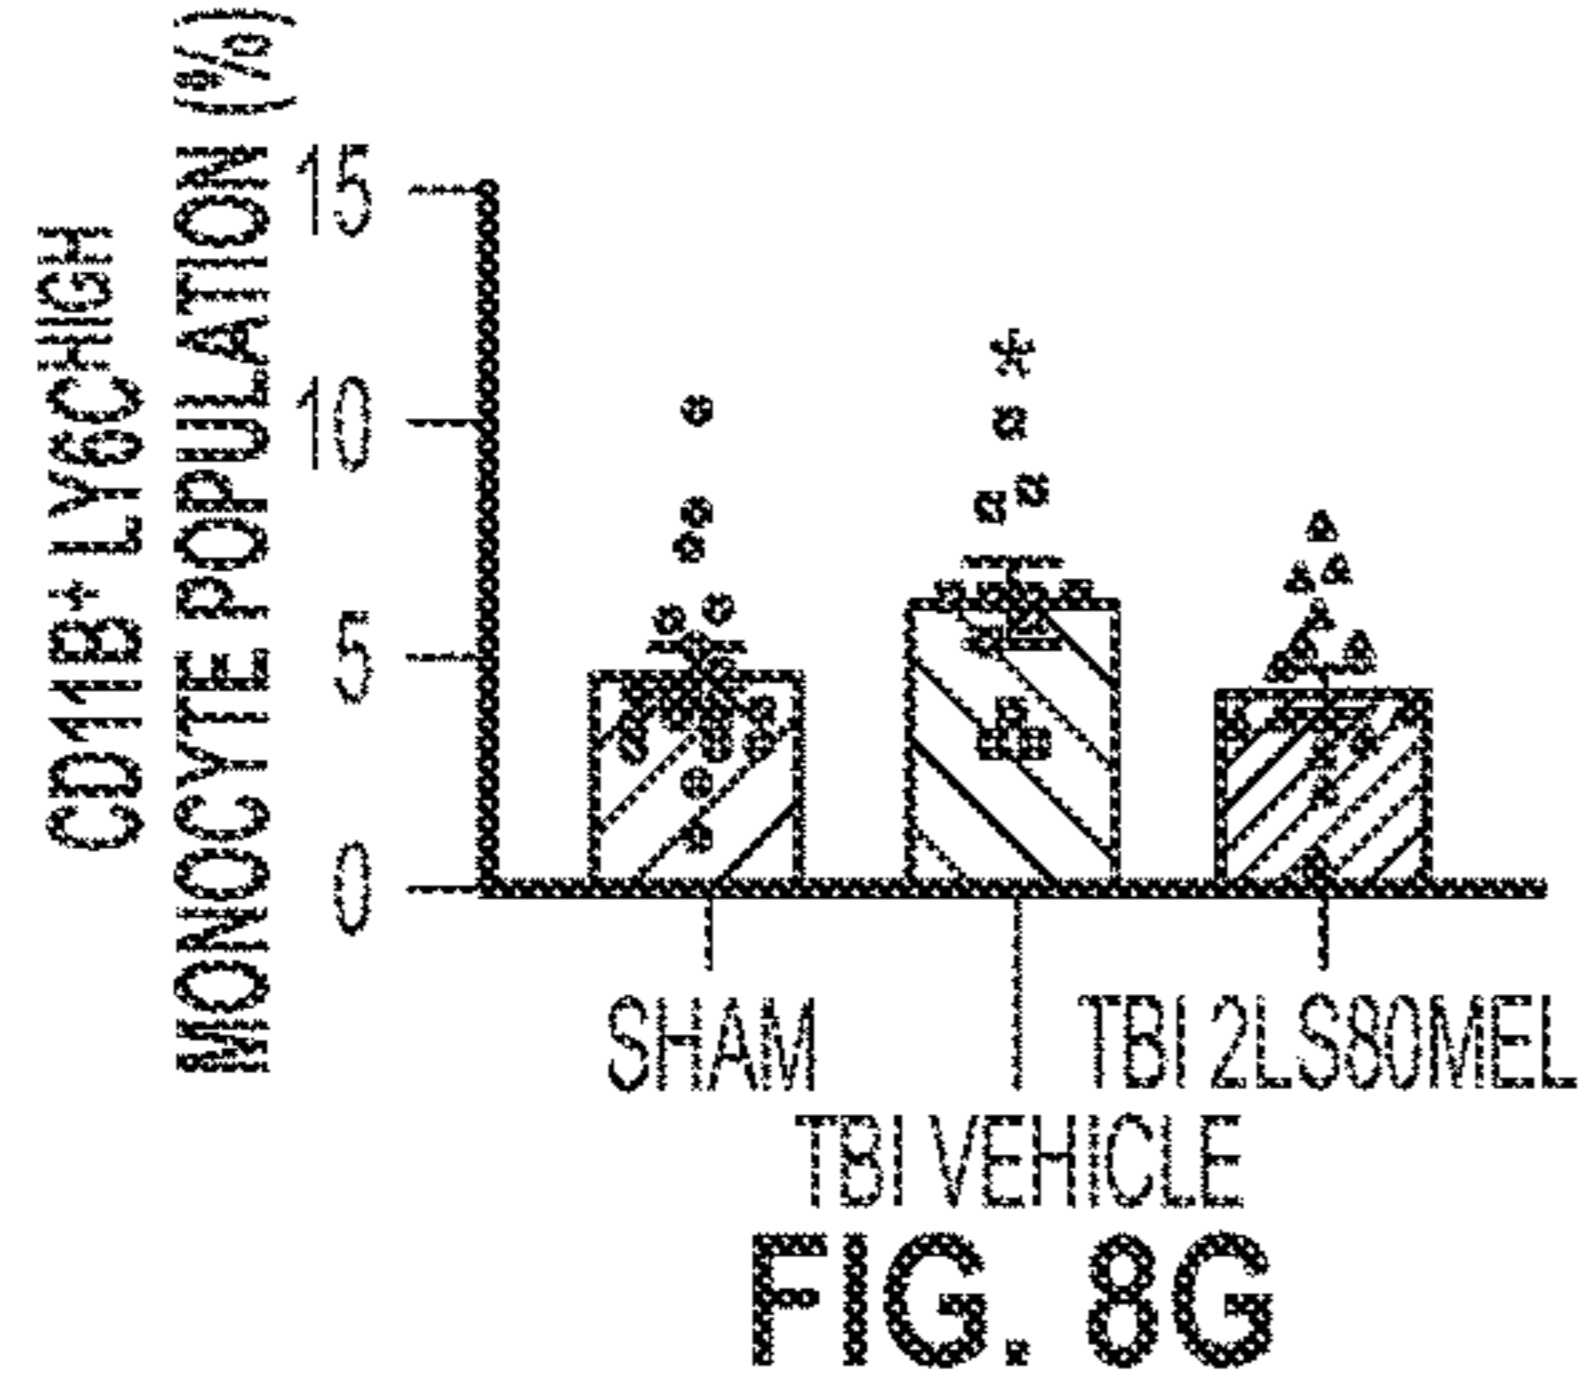 CD11B+ LY6CHIGH
MONOCYTE POPULATION (%)
15
10
5
0
SHAM
TBI VEHICLE
TBI 2LS80MEL
*
FIG. 8G